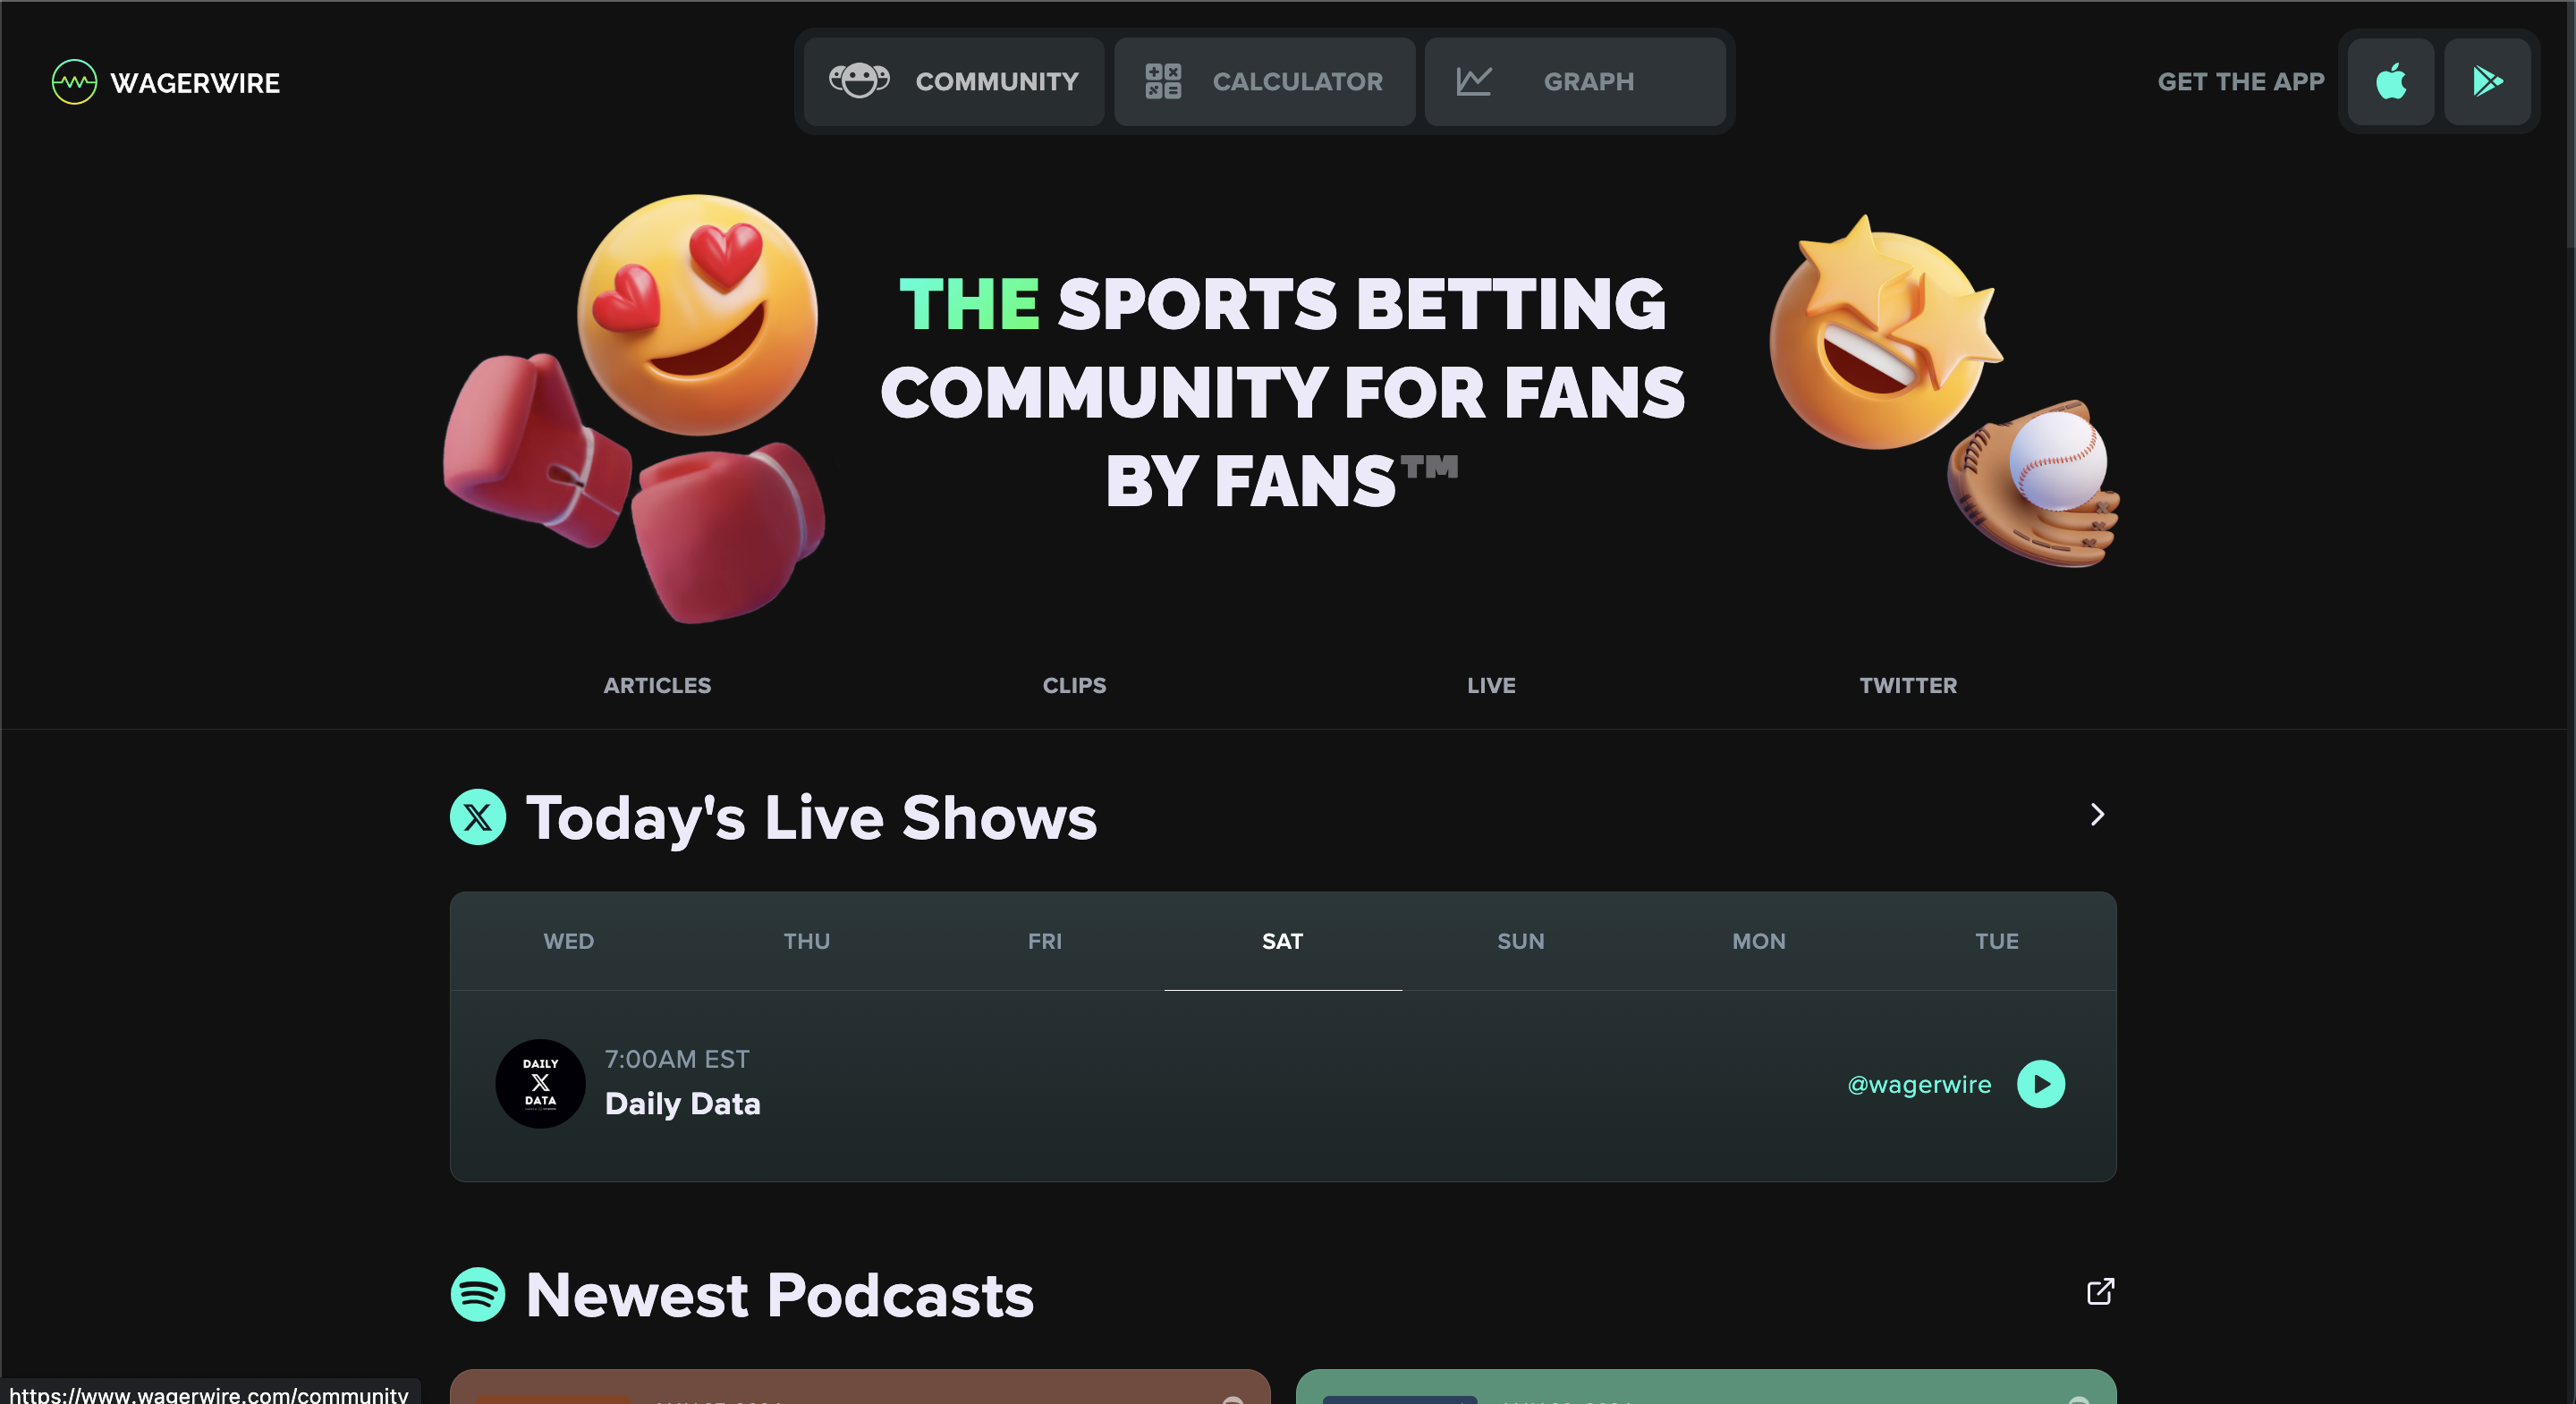 WAGERWIRE
COMMUNITY
CALCULATOR
GRAPH
GET THE APP
THE SPORTS BETTING
COMMUNITY FOR FANS
BY FANS™
ARTICLES
CLIPS
LIVE
TWITTER
Today's Live Shows
WED
THU
FRI
SAT
SUN
MON
TUE
DAILY
X
DATA
7:00AM EST
Daily Data
@wagerwire
Newest Podcasts
https://www.wagerwire.com/community